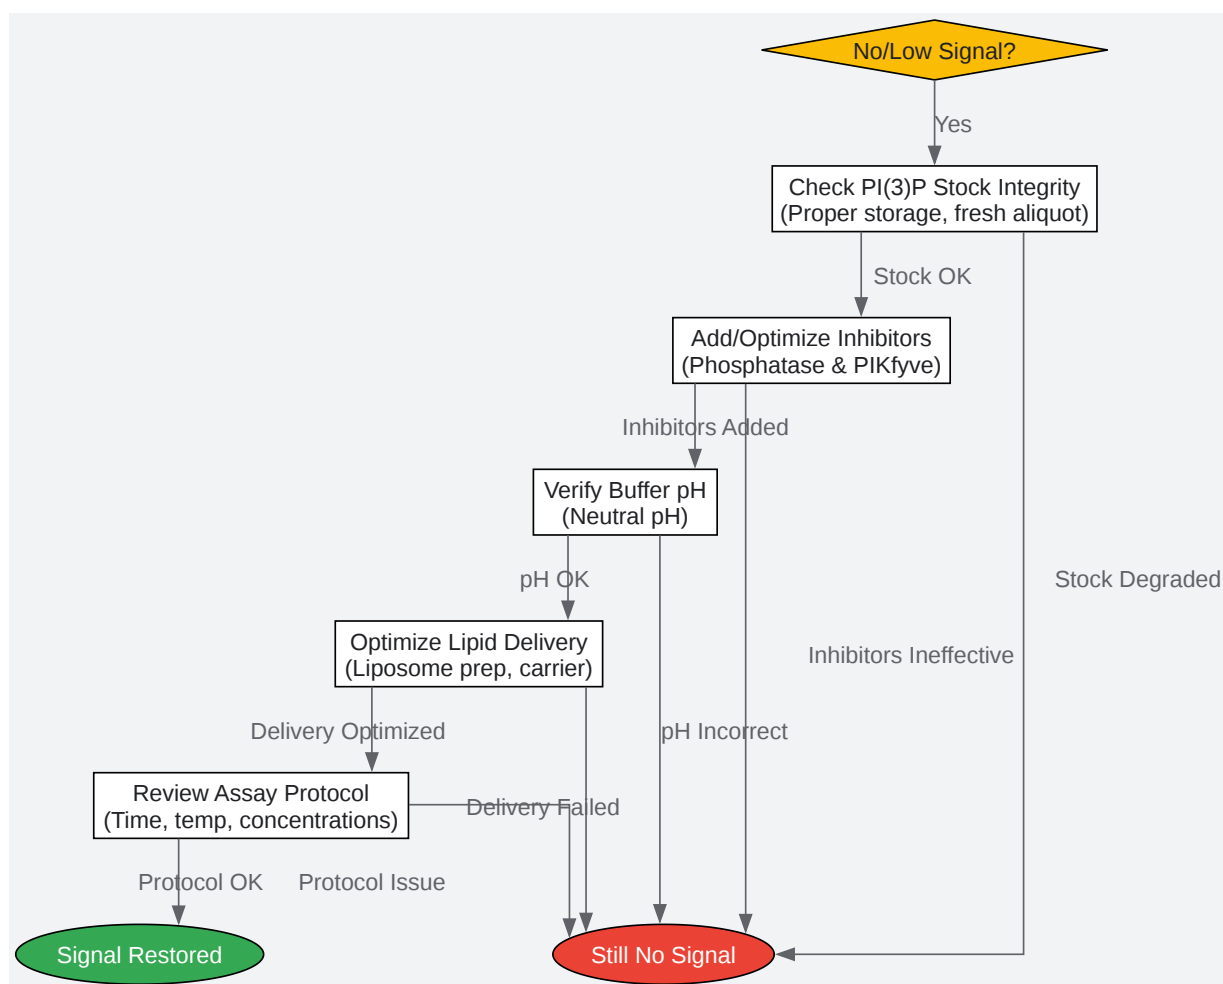 No/Low Signal?
Yes
Check PI(3)P Stock Integrity
(Proper storage, fresh aliquot)
Stock OK
Add/Optimize Inhibitors
(Phosphatase & PIKfyve)
Inhibitors Added
Verify Buffer pH
(Neutral pH)
pH OK
Stock Degraded
Optimize Lipid Delivery
(Liposome prep, carrier)
Inhibitors Ineffective
Delivery Optimized
pH Incorrect
Review Assay Protocol
(Time, temp, concentrations)
Delivery Failed
Protocol OK
Protocol Issue
Signal Restored
Still No Signal